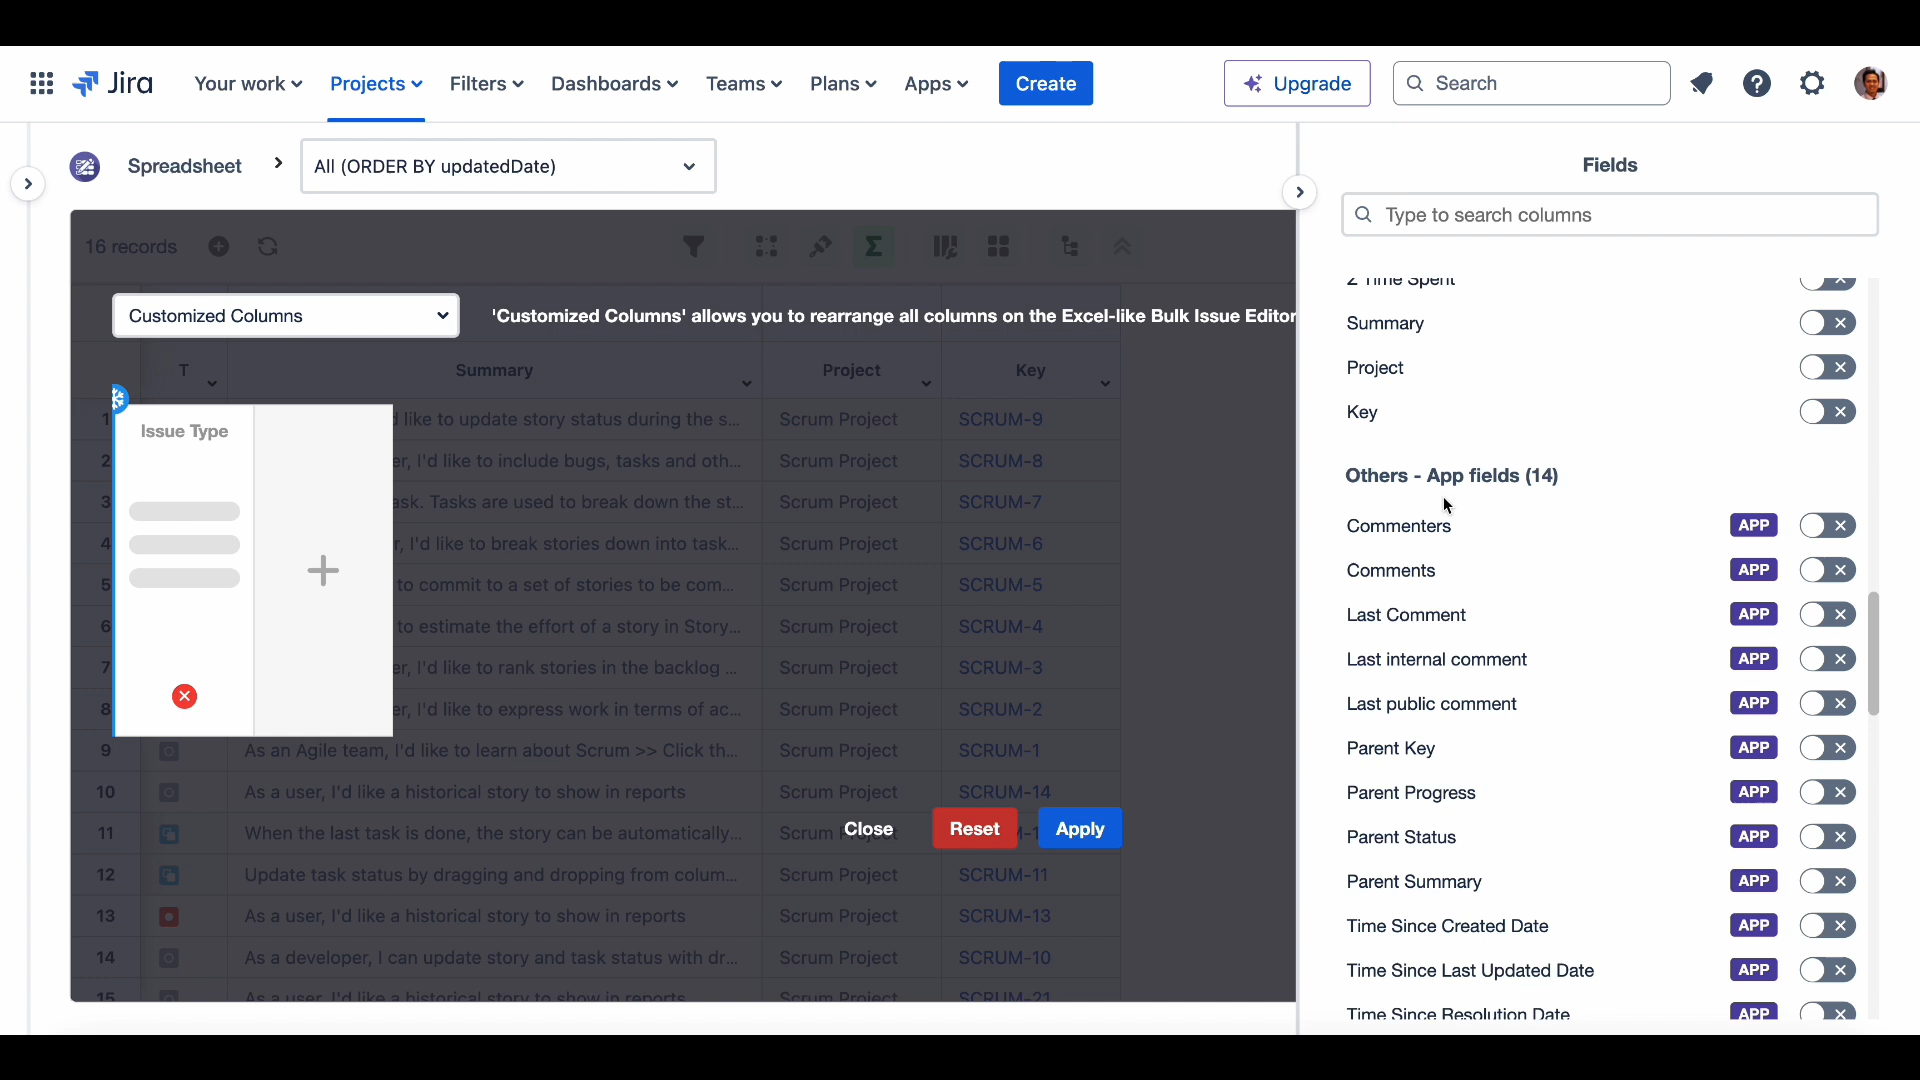 Jira
Your work
Projects
Filters
Dashboards
Teams
Plans
Apps
Create
Upgrade
Search
Spreadsheet
All (ORDER BY updatedDate)
16 records
Customized Columns
'Customized Columns' allows you to rearrange all columns on the Excel-like Bulk Issue Editor
T Summary Project Key
Issue Type
1 d like to update story status during the s... Scrum Project SCRUM-9
2 er, I'd like to include bugs, tasks and oth... Scrum Project SCRUM-8
3 ask. Tasks are used to break down the st... Scrum Project SCRUM-7
4 r, I'd like to break stories down into task... Scrum Project SCRUM-6
5 to commit to a set of stories to be com... Scrum Project SCRUM-5
6 to estimate the effort of a story in Story... Scrum Project SCRUM-4
7 er, I'd like to rank stories in the backlog ... Scrum Project SCRUM-3
8 er, I'd like to express work in terms of ac... Scrum Project SCRUM-2
9 As an Agile team, I'd like to learn about Scrum >> Click th... Scrum Project SCRUM-1
10 As a user, I'd like a historical story to show in reports Scrum Project SCRUM-14
11 When the last task is done, the story can be automatically... Scrum
Close
Reset
Apply
12 Update task status by dragging and dropping from colum... Scrum Project SCRUM-11
13 As a user, I'd like a historical story to show in reports Scrum Project SCRUM-13
14 As a developer, I can update story and task status with dr... Scrum Project SCRUM-10
15 As a user, I'd like a historical story to show in reports Scrum Project SCRUM-21
Fields
Type to search columns
Σ Time Spent
Summary
Project
Key
Others - App fields (14)
Commenters APP
Comments APP
Last Comment APP
Last internal comment APP
Last public comment APP
Parent Key APP
Parent Progress APP
Parent Status APP
Parent Summary APP
Time Since Created Date APP
Time Since Last Updated Date APP
Time Since Resolution Date APP